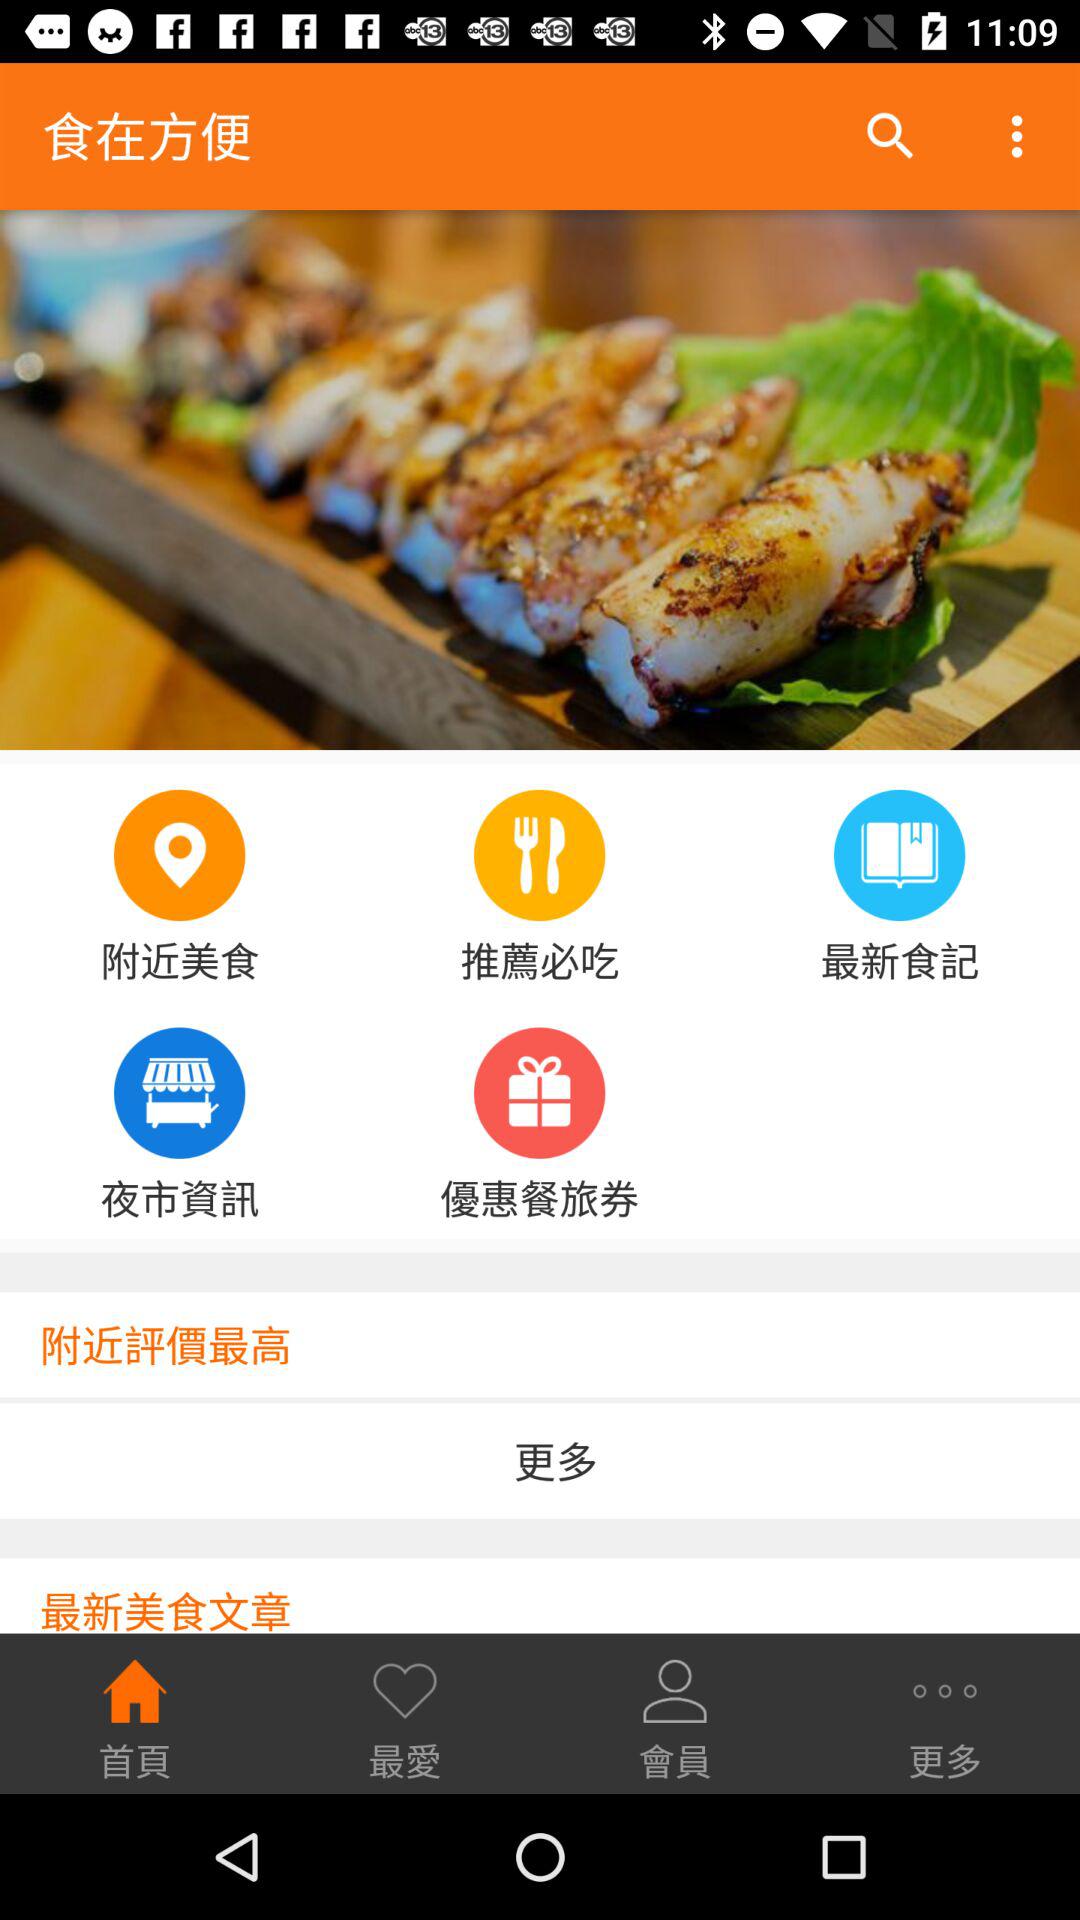 11:09
食在方便
附近美食
推薦必吃
最新食記
夜市資訊
優惠餐旅券
附近評價最高
更多
最新美食文章
首頁
最愛
會員
更多